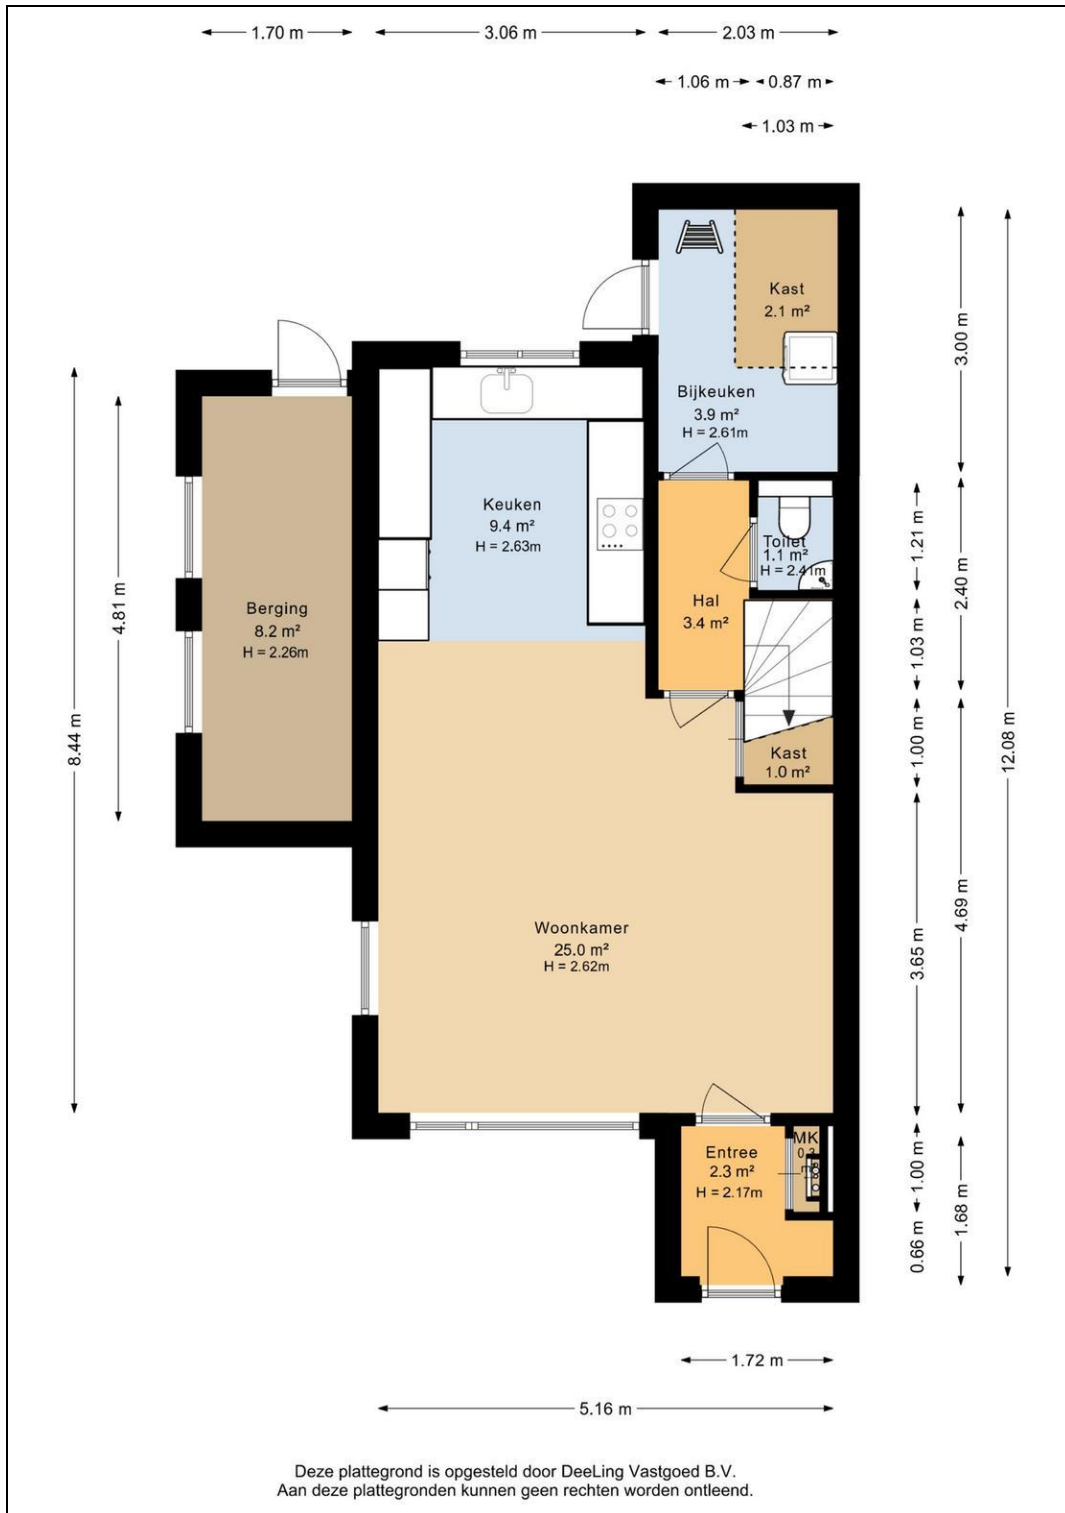 1.70 m
3.06 m
2.03 m
1.06 m
0.87 m
1.03 m
Kast
2.1 m²
3.00 m
Bijkeuken
3.9 m²
H = 2.61m
Keuken
9.4 m²
H = 2.63m
Toilet
1.1 m²
H = 2.41m
1.21 m
2.40 m
Hal
3.4 m²
Berging
8.2 m²
H = 2.26m
4.81 m
1.03 m
8.44 m
12.08 m
1.00 m
Kast
1.0 m²
4.69 m
Woonkamer
25.0 m²
H = 2.62m
3.65 m
MK
Entree
2.3 m²
H = 2.17m
1.00 m
1.68 m
0.66 m
1.72 m
5.16 m
Deze plattegrond is opgesteld door DeeLing Vastgoed B.V.
Aan deze plattegronden kunnen geen rechten worden ontleend.